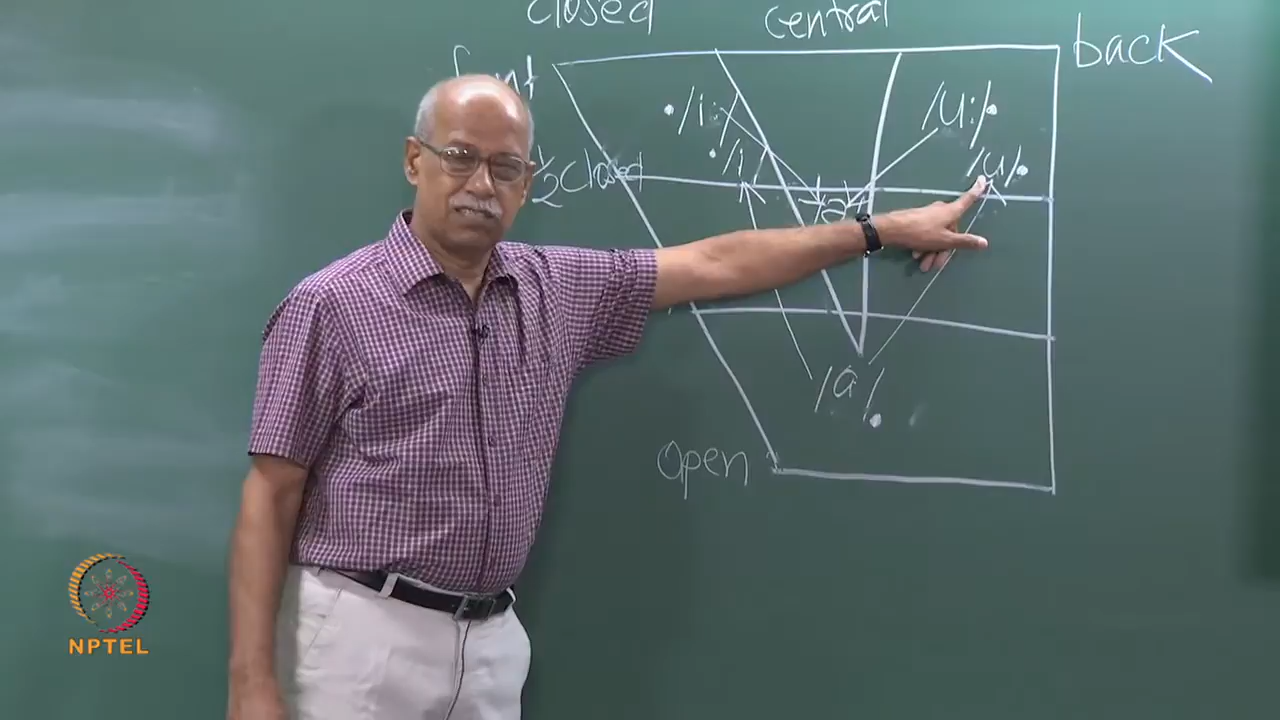 closed central
front back
/i:/ /u:/
/i/ /u/
½ closed /ə/
/a/
Open
NPTEL